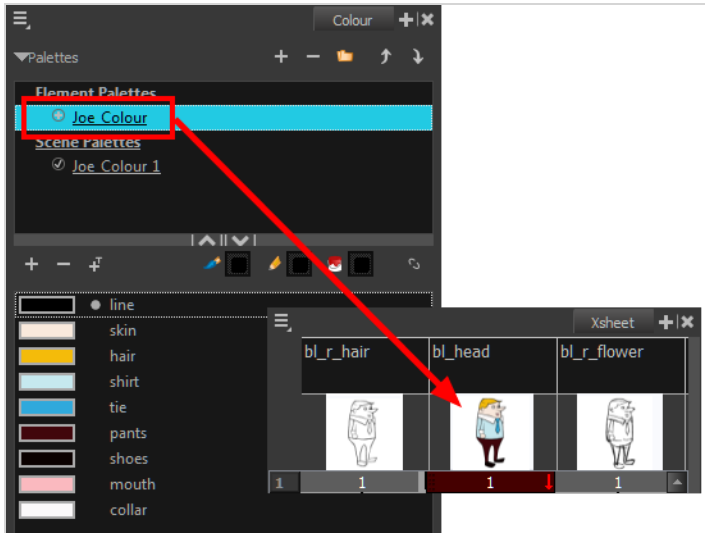 Colour
Palettes
Element Palettes
Joe Colour
Scene Palettes
Joe Colour 1
line
skin
hair
shirt
tie
pants
shoes
mouth
collar
Xsheet
bl_r_hair bl_head bl_r_flower
1 1 1 1